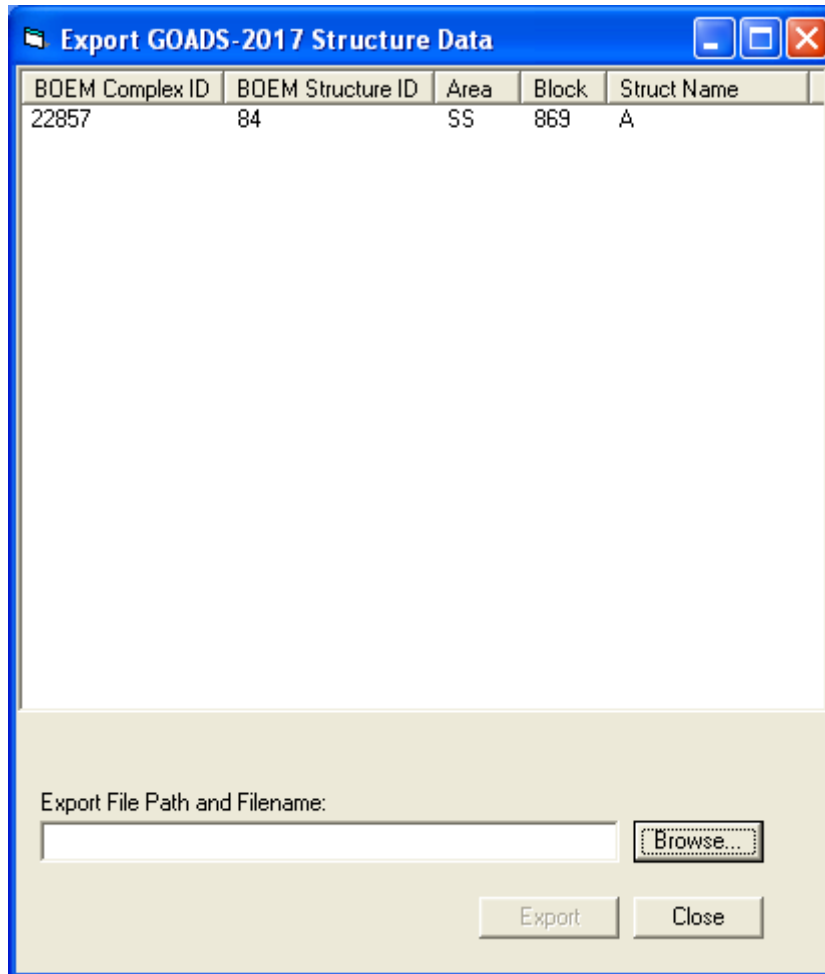 Export GOADS-2017 Structure Data
BOEM Complex ID BOEM Structure ID Area Block Struct Name
22857 84 SS 869 A
Export File Path and Filename:
Browse...
Export Close